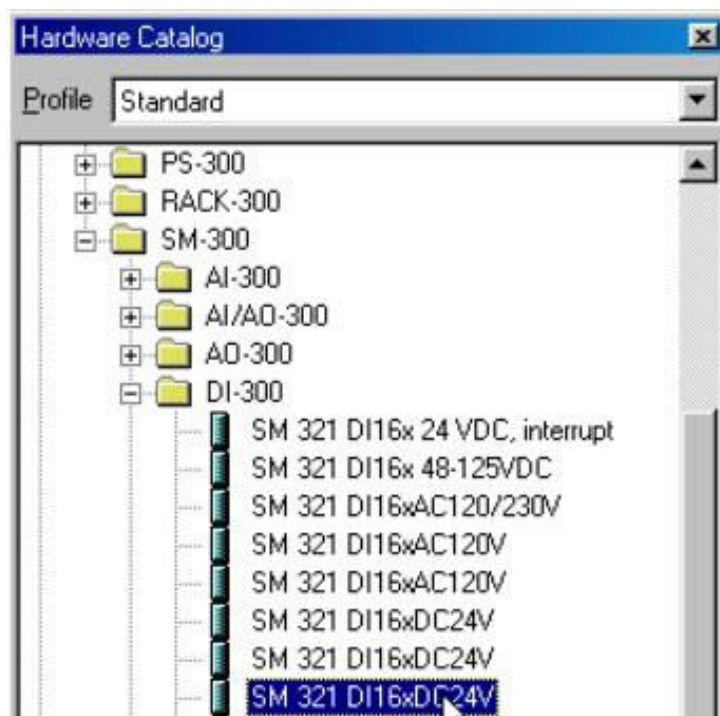 Hardware Catalog
Profile Standard
PS-300
RACK-300
SM-300
AI-300
AI/AO-300
AO-300
DI-300
SM 321 DI16x 24 VDC, interrupt
SM 321 DI16x 48-125VDC
SM 321 DI16xAC120/230V
SM 321 DI16xAC120V
SM 321 DI16xAC120V
SM 321 DI16xDC24V
SM 321 DI16xDC24V
SM 321 DI16xDC24V